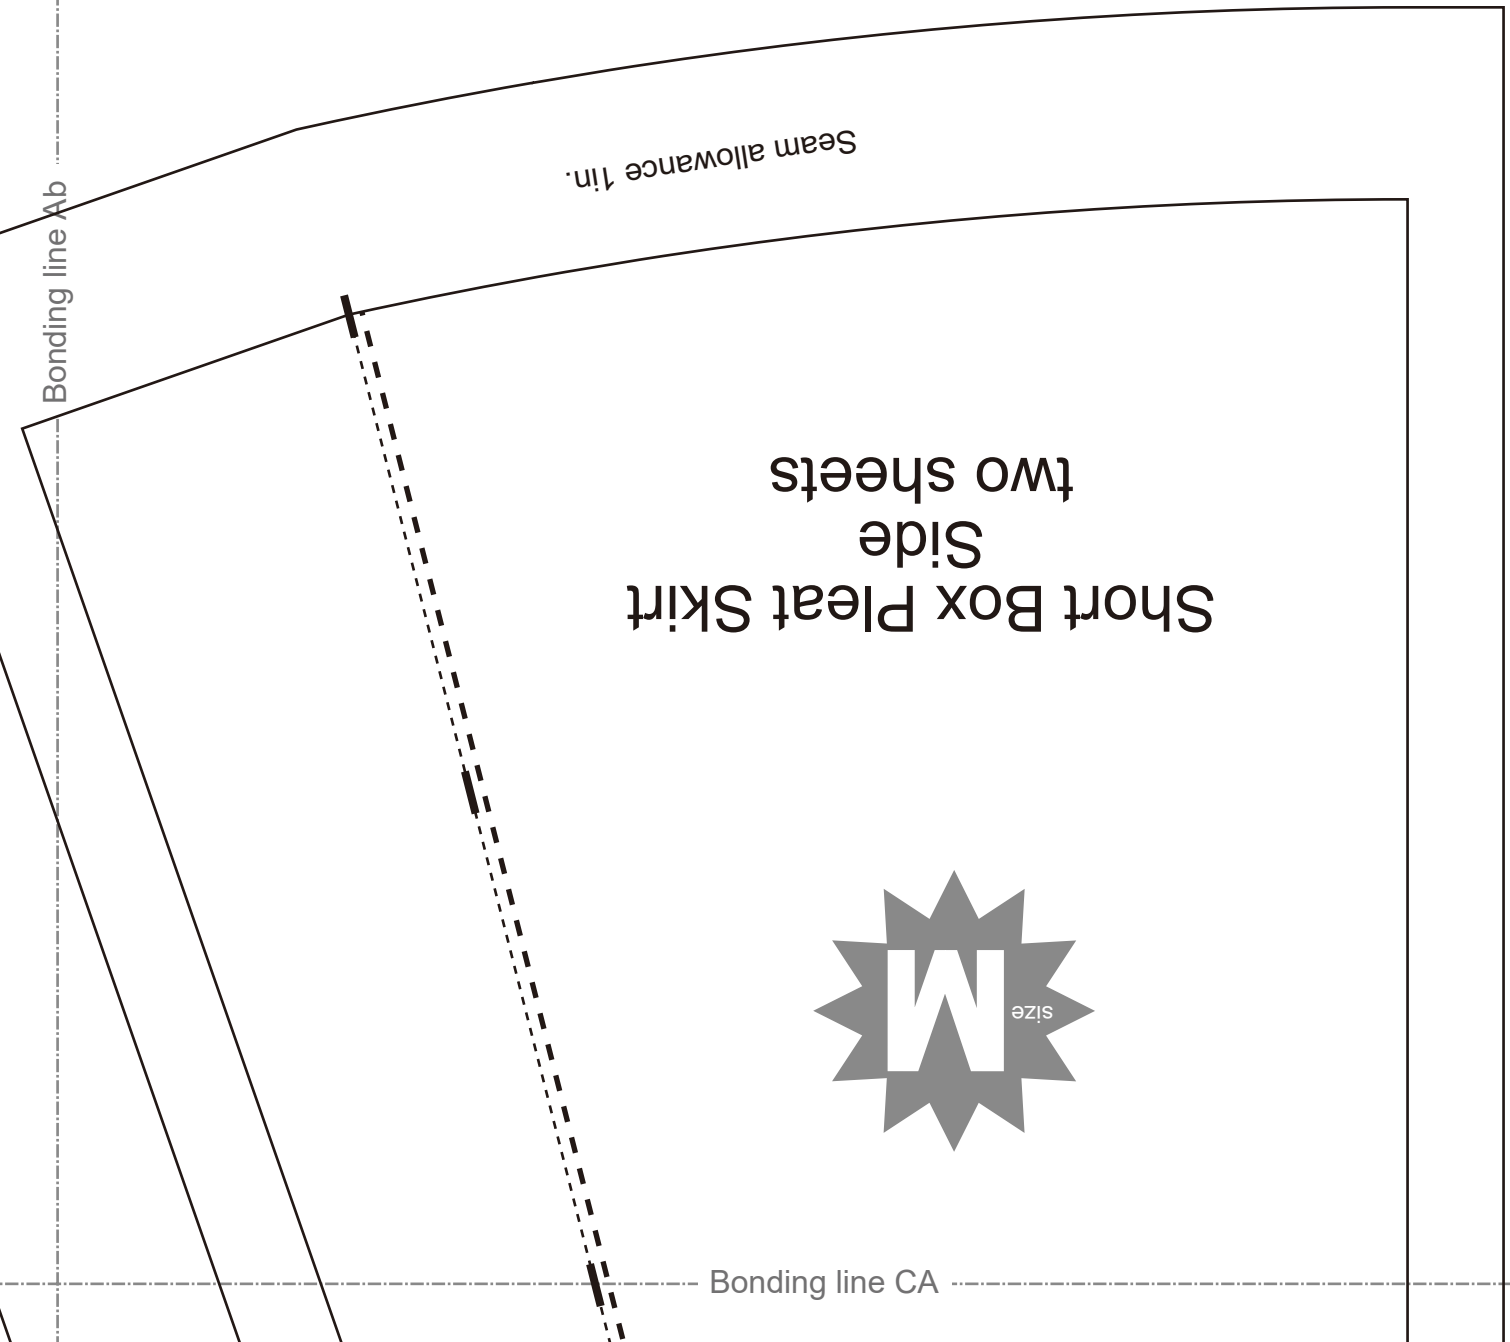 Short Box Pleat Skirt
Side
two sheets
size
M
Seam allowance 1in.
Bonding line Ab
Bonding line CA